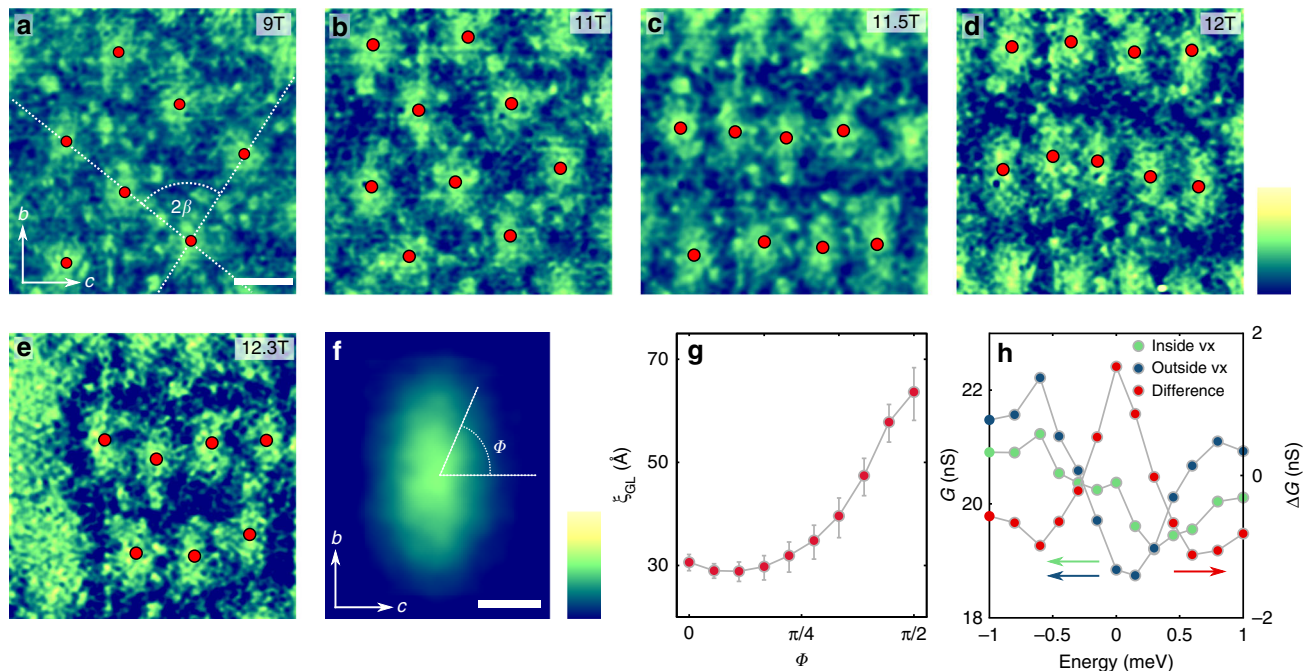 a 9T
2β
b
c
b 11T
c 11.5T
d 12T
e 12.3T
f
Φ
b
c
g
70
50
30
ξGL (Å)
0 π/4 π/2
Φ
h
Inside vx
Outside vx
Difference
22
20
18
G (nS)
2
0
−2
ΔG (nS)
−1 −0.5 0 0.5 1
Energy (meV)